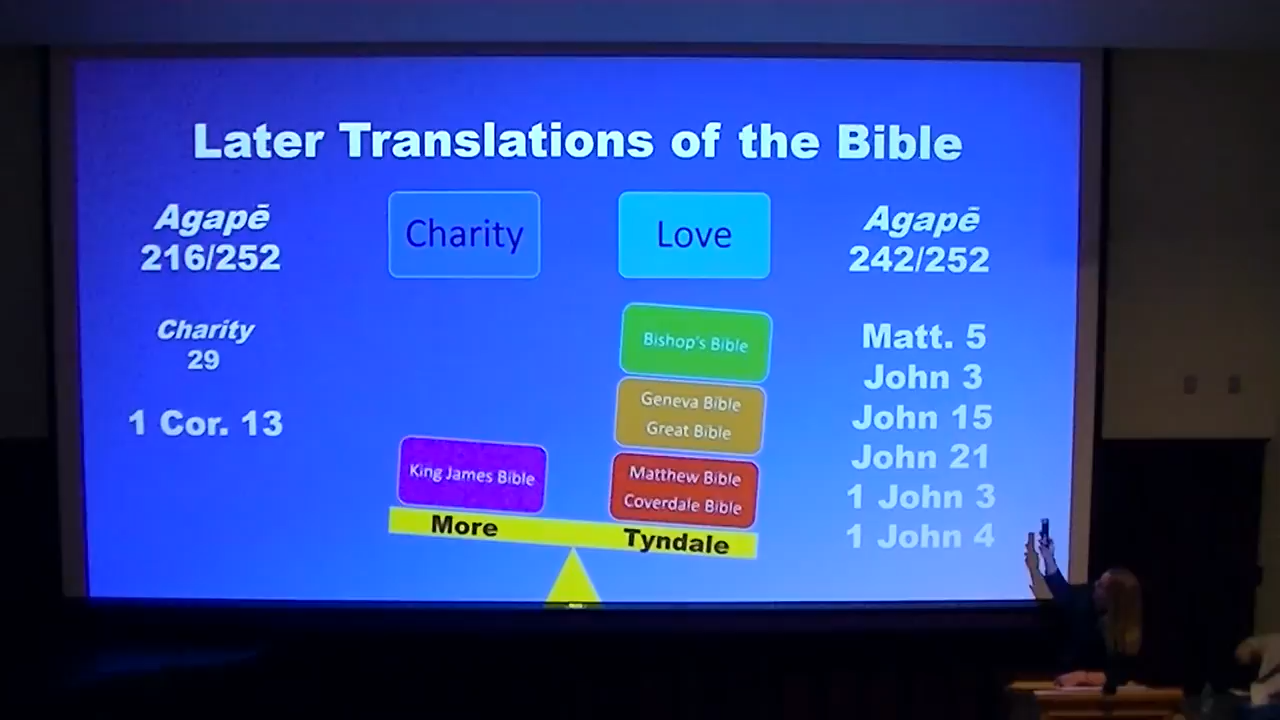 Later Translations of the Bible
Agapē
216/252
Charity
29
1 Cor. 13
Charity
Love
Bishop's Bible
Geneva Bible
Great Bible
King James Bible
Matthew Bible
Coverdale Bible
More
Tyndale
Agapē
242/252
Matt. 5
John 3
John 15
John 21
1 John 3
1 John 4